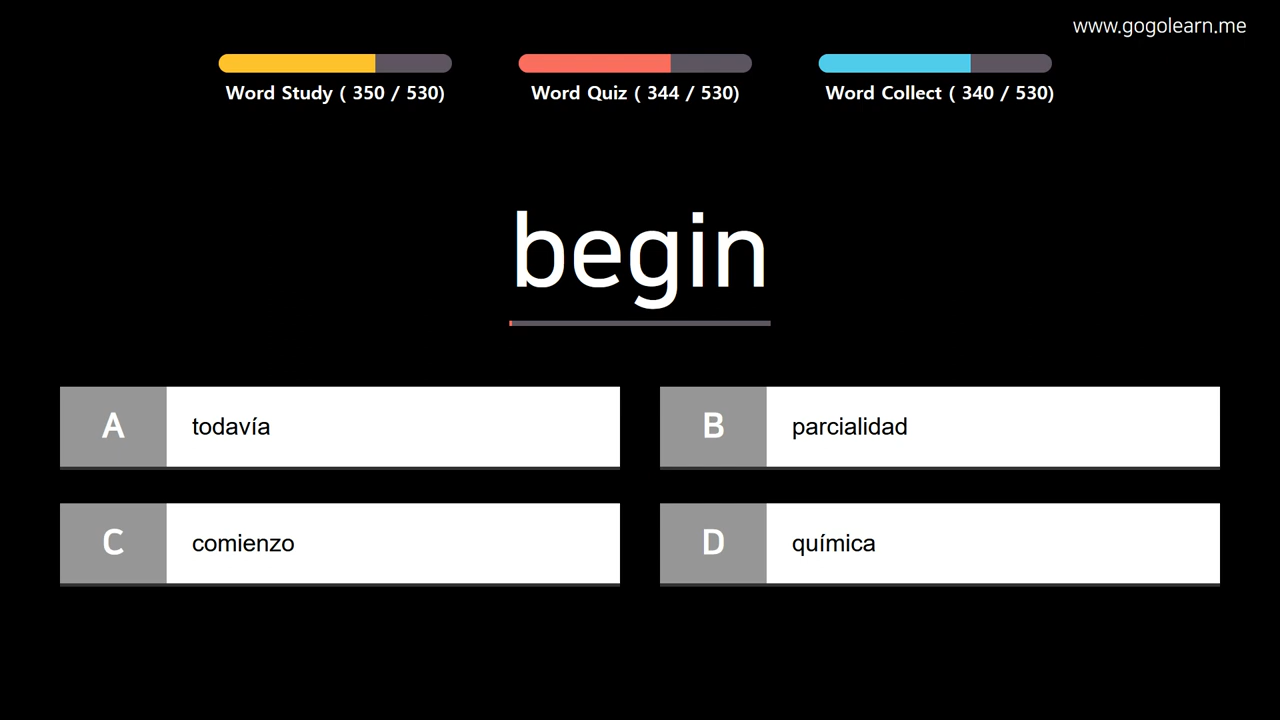 www.gogolearn.me
Word Study ( 350 / 530)
Word Quiz ( 344 / 530)
Word Collect ( 340 / 530)
begin
A todavía
B parcialidad
C comienzo
D química